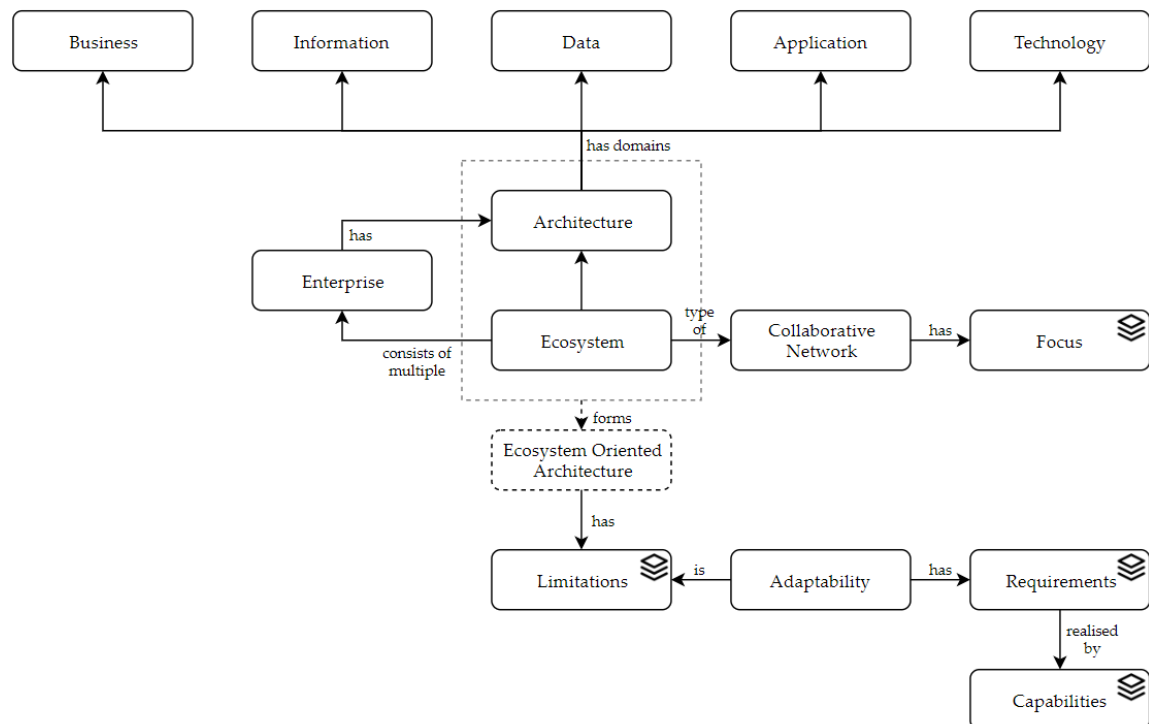 Business
Information
Data
Application
Technology
has domains
Architecture
has
Enterprise
type
of
Ecosystem
Collaborative
Network
has
Focus
consists of
multiple
forms
Ecosystem Oriented
Architecture
has
Limitations
is
Adaptability
has
Requirements
realised
by
Capabilities